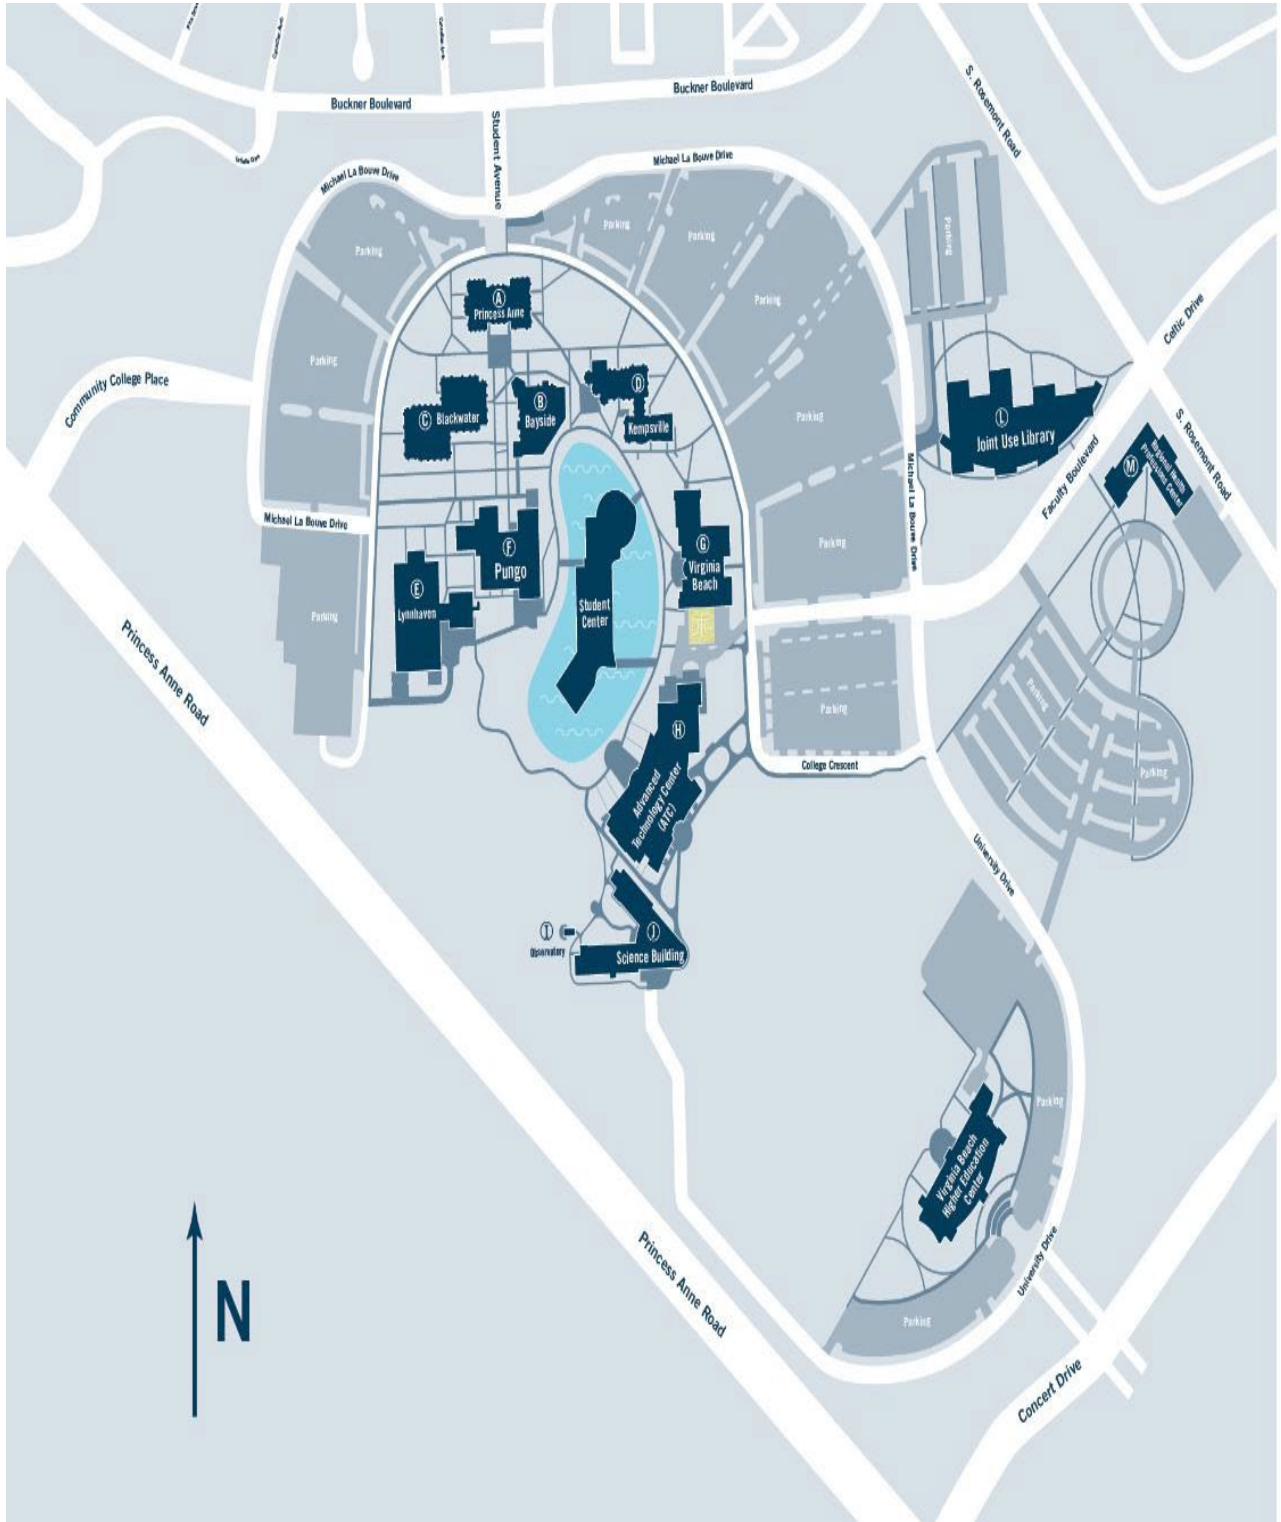 Buckner Boulevard
Buckner Boulevard
S. Rosemont Road
Student Avenue
Michael La Bouve Drive
Michael La Bouve Drive
Parking
Parking
Parking
Parking
Parking
Ⓐ
Princess Anne
Parking
Celtic Drive
Community College Place
Parking
Ⓓ
Kempsville
Ⓑ
Bayside
Ⓒ Blackwater
Parking
Ⓛ
Joint Use Library
S. Rosemont Road
Ⓜ
Regional Health
Professions Center
Faculty Boulevard
Michael La Bouve Drive
Michael La Bouve Drive
Parking
Ⓕ
Pungo
Ⓖ
Virginia
Beach
Ⓔ
Lynnhaven
Student
Center
Parking
Princess Anne Road
Parking
Parking
Ⓗ
Advanced
Technology Center
(ATC)
College Crescent
Parking
University Drive
Ⓘ
Observatory
Ⓙ
Science Building
Parking
Virginia Beach
Higher Education
Center
N
Princess Anne Road
University Drive
Parking
Concert Drive